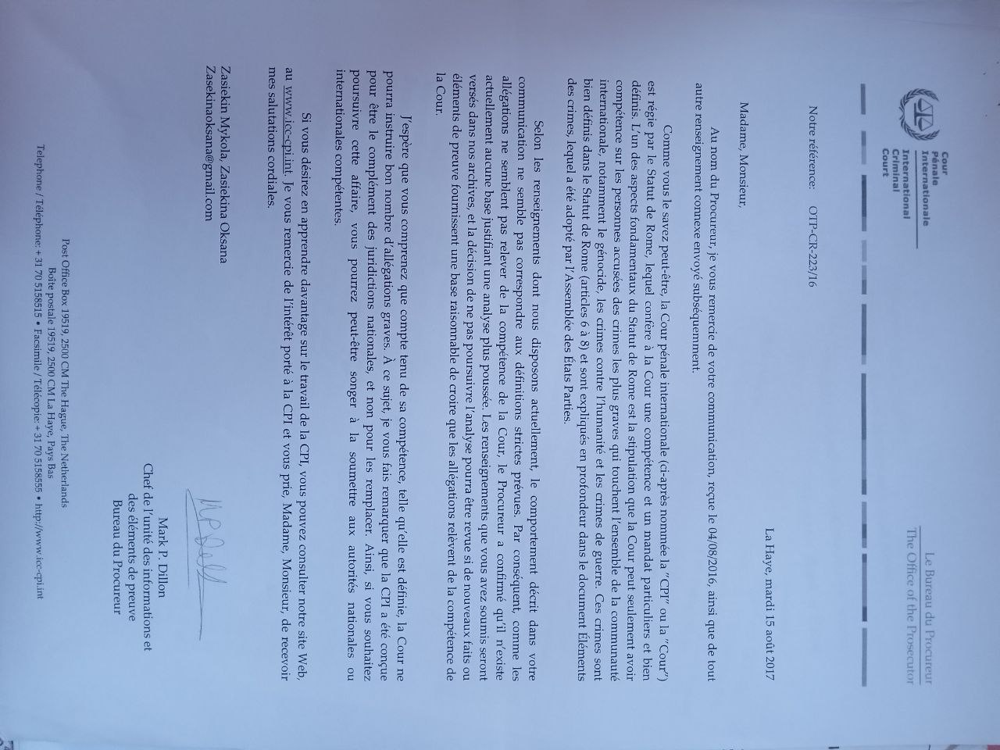 Cour
Pénale
Internationale
International
Criminal
Court
Le Bureau du Procureur
The Office of the Prosecutor
Notre référence: OTP-CR-223/16
La Haye, mardi 15 août 2017
Madame, Monsieur,
Au nom du Procureur, je vous remercie de votre communication, reçue le 04/08/2016, ainsi que de tout
autre renseignement connexe envoyé subséquemment.
Comme vous le savez peut-être, la Cour pénale internationale (ci-après nommée la "CPI" ou la "Cour")
est régie par le Statut de Rome, lequel confère à la Cour une compétence et un mandat particuliers et bien
définis. L'un des aspects fondamentaux du Statut de Rome est la stipulation que la Cour peut seulement avoir
compétence sur les personnes accusées des crimes les plus graves qui touchent l'ensemble de la communauté
internationale, notamment le génocide, les crimes contre l'humanité et les crimes de guerre. Ces crimes sont
bien définis dans le Statut de Rome (articles 6 à 8) et sont expliqués en profondeur dans le document Éléments
des crimes, lequel a été adopté par l'Assemblée des États Parties.
Selon les renseignements dont nous disposons actuellement, le comportement décrit dans votre
communication ne semble pas correspondre aux définitions strictes prévues. Par conséquent, comme les
allégations ne semblent pas relever de la compétence de la Cour, le Procureur a confirmé qu'il n'existe
actuellement aucune base justifiant une analyse plus poussée. Les renseignements que vous avez soumis seront
versés dans nos archives, et la décision de ne pas poursuivre l'analyse pourra être revue si de nouveaux faits ou
éléments de preuve fournissent une base raisonnable de croire que les allégations relèvent de la compétence de
la Cour.
J'espère que vous comprenez que compte tenu de sa compétence, telle qu'elle est définie, la Cour ne
pourra instruire bon nombre d'allégations graves. À ce sujet, je vous fais remarquer que la CPI a été conçue
pour être le complément des juridictions nationales, et non pour les remplacer. Ainsi, si vous souhaitez
poursuivre cette affaire, vous pourrez peut-être songer à la soumettre aux autorités nationales ou
internationales compétentes.
Si vous désirez en apprendre davantage sur le travail de la CPI, vous pouvez consulter notre site Web,
au www.icc-cpi.int. Je vous remercie de l'intérêt porté à la CPI et vous prie, Madame, Monsieur, de recevoir
mes salutations cordiales.
Mark P. Dillon
Chef de l'unité des informations et
des éléments de preuve
Bureau du Procureur
Zasiekin Mykola, Zasiekina Oksana
Zasekinaoksana@gmail.com
Post Office Box 19519, 2500 CM The Hague, The Netherlands
Boîte postale 19519, 2500 CM La Haye, Pays Bas
Telephone / Téléphone: + 31 70 5158515 • Facsimile / Télécopie: + 31 70 5158555 • http://www.icc-cpi.int